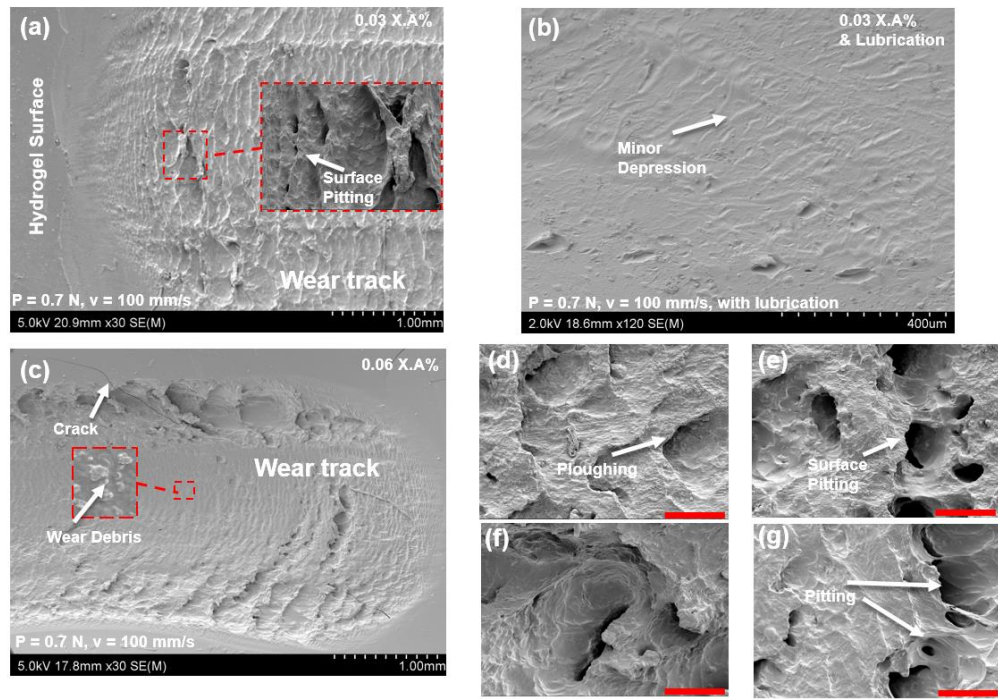 (a)
0.03 X.A%
Hydrogel Surface
Surface
Pitting
Wear track
P = 0.7 N, v = 100 mm/s
5.0kV 20.9mm x30 SE(M)
1.00mm
(b)
0.03 X.A%
& Lubrication
Minor
Depression
P = 0.7 N, v = 100 mm/s, with lubrication
2.0kV 18.6mm x120 SE(M)
400um
(c)
0.06 X.A%
Crack
Wear track
Wear Debris
P = 0.7 N, v = 100 mm/s
5.0kV 17.8mm x30 SE(M)
1.00mm
(d)
Ploughing
(e)
Surface
Pitting
(f)
(g)
Pitting